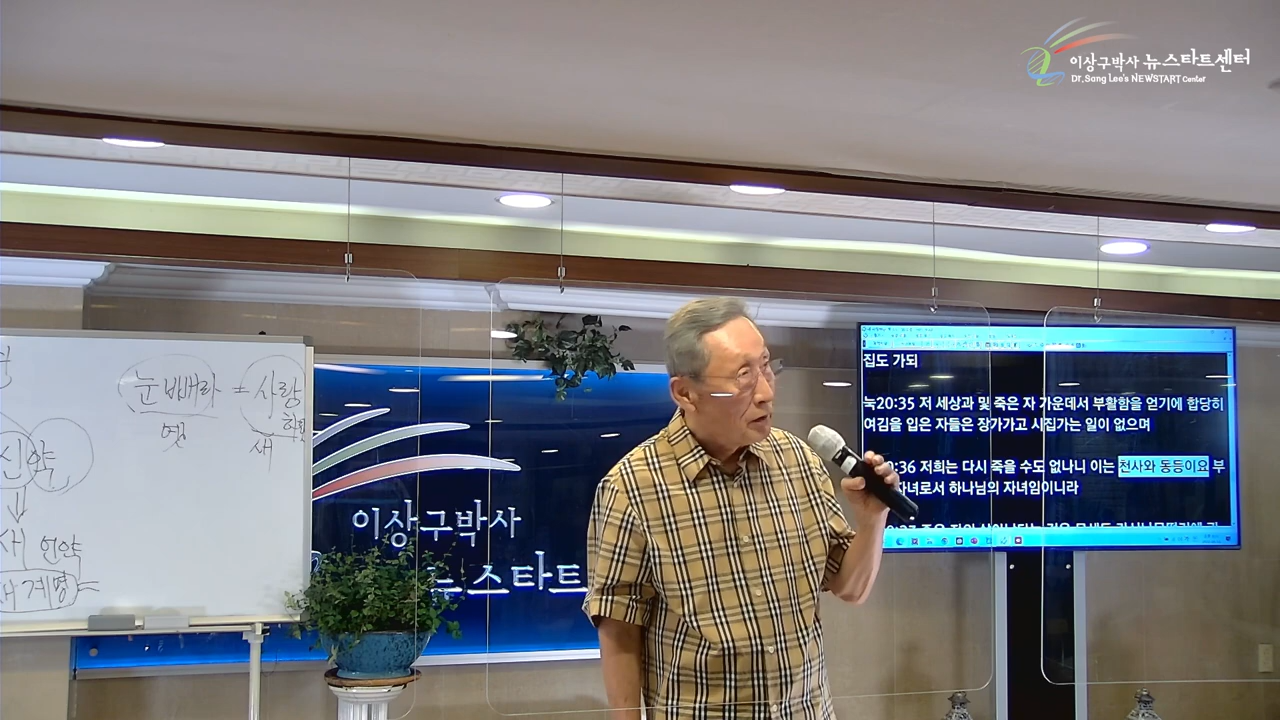 이상구박사 뉴스타트센터
Dr. Sang Lee's NEWSTART Center
눈빼라 = 사랑
옛 새
신약
새 언약
새 계명
이상구박사
뉴스타트
집도 가되
눅20:35 저 세상과 및 죽은 자 가운데서 부활함을 얻기에 합당히
여김을 입은 자들은 장가가고 시집가는 일이 없으며
:36 저희는 다시 죽을 수도 없나니 이는 천사와 동등이요 부
자녀로서 하나님의 자녀임이니라